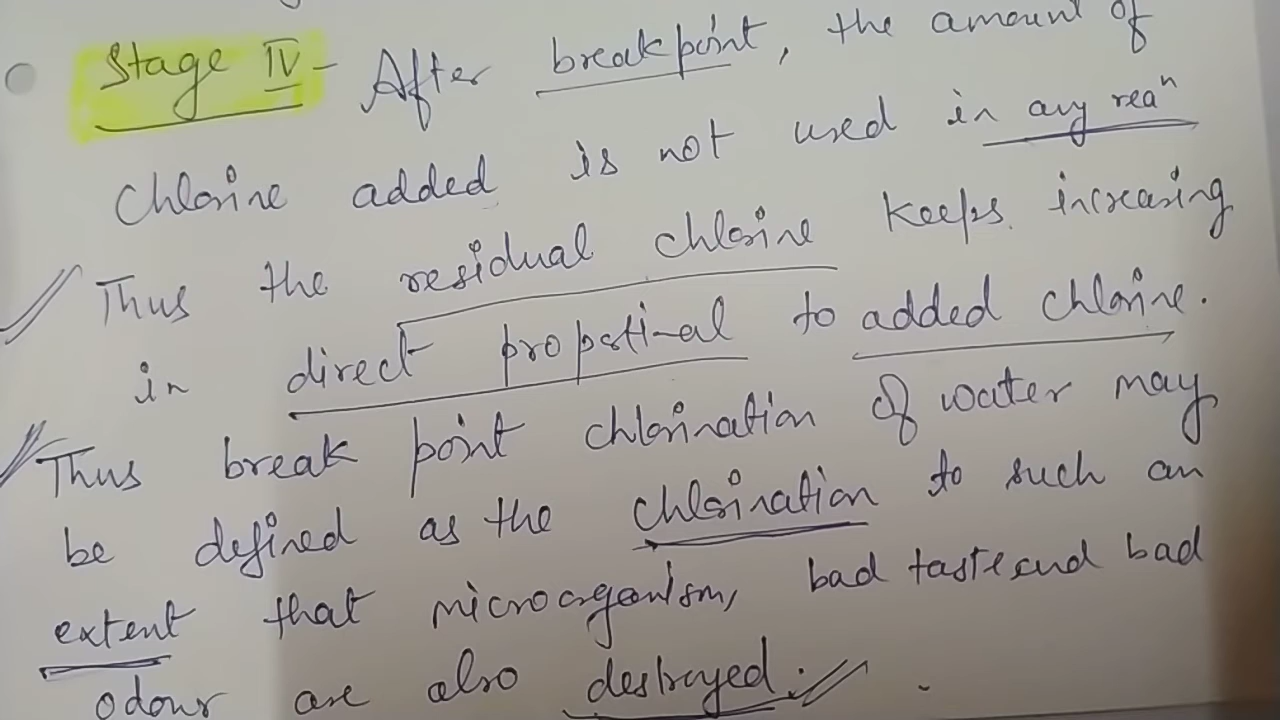 Stage IV - After breakpoint, the amount of
Chlorine added is not used in any reaⁿ
Thus the residual chlorine keeps increasing
in direct proportinal to added chlorine.
Thus break point chlorination of water may
be defined as the chlorination to such an
extent that microorganism, bad taste and bad
odour are also destroyed.